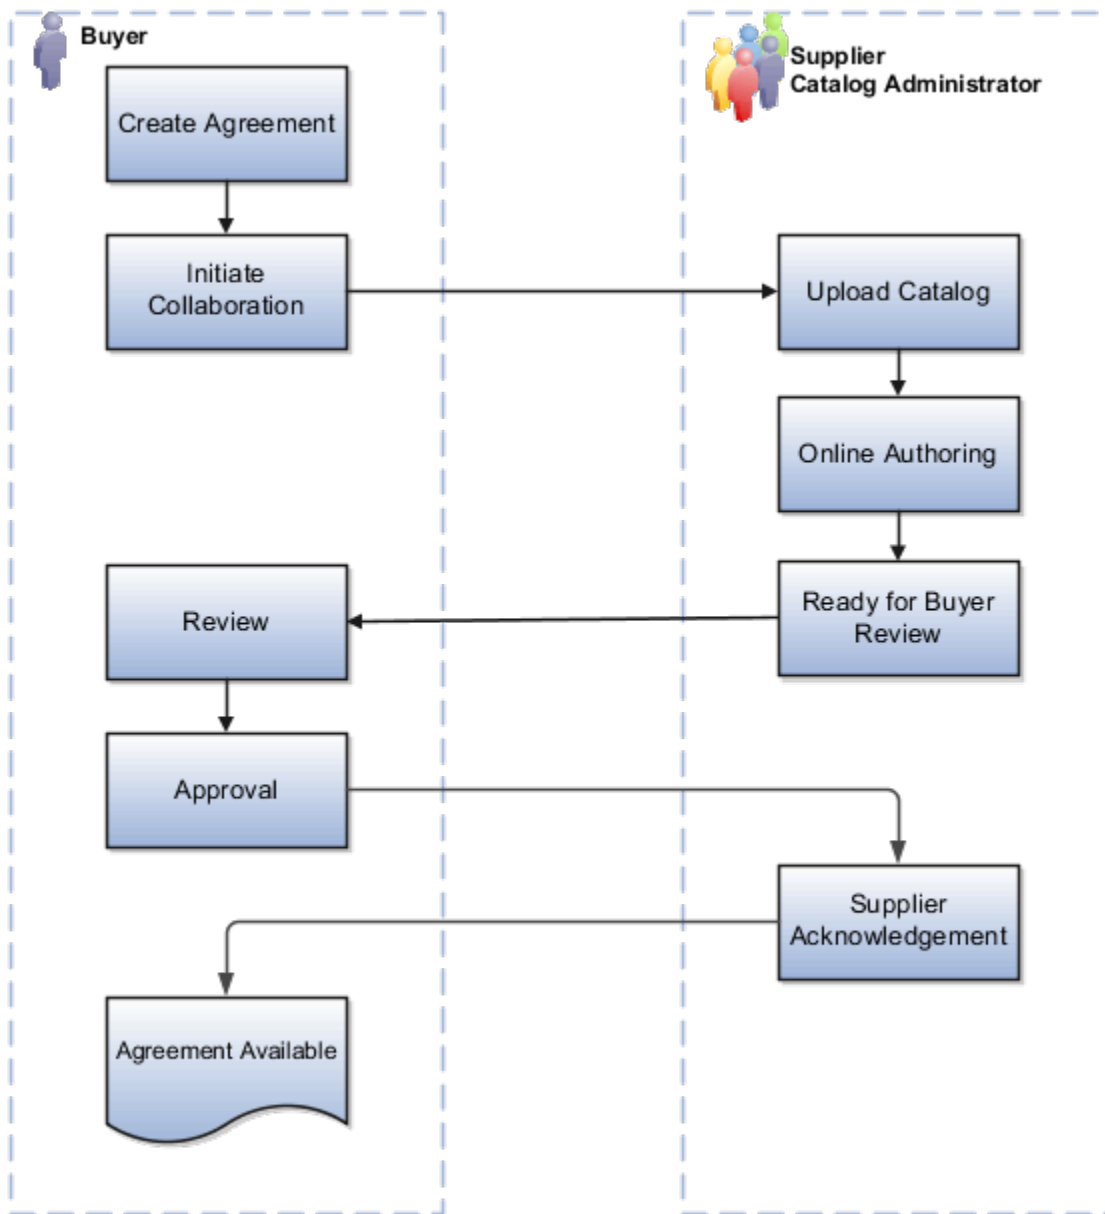 Buyer
Supplier
Catalog Administrator
Create Agreement
Initiate
Collaboration
Upload Catalog
Online Authoring
Ready for Buyer
Review
Review
Approval
Supplier
Acknowledgement
Agreement Available